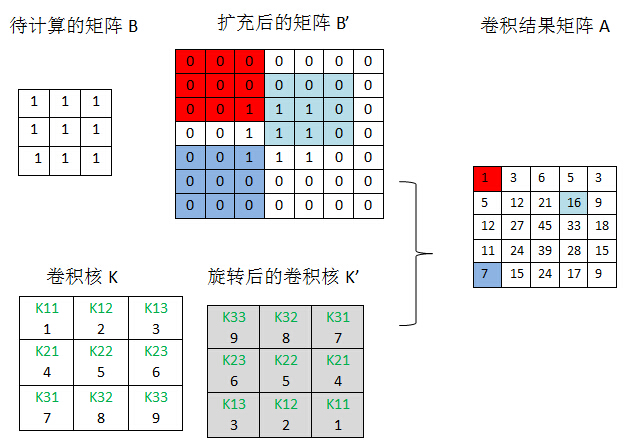 待计算的矩阵 B
扩充后的矩阵 B′
卷积结果矩阵 A
1 1 1
1 1 1
1 1 1
0 0 0 0 0 0 0
0 0 0 0 0 0 0
0 0 1 1 1 0 0
0 0 1 1 1 0 0
0 0 1 1 1 0 0
0 0 0 0 0 0 0
0 0 0 0 0 0 0
1 3 6 5 3
5 12 21 16 9
12 27 45 33 18
11 24 39 28 15
7 15 24 17 9
卷积核 K
K11 K12 K13
1 2 3
K21 K22 K23
4 5 6
K31 K32 K33
7 8 9
旋转后的卷积核 K′
K33 K32 K31
9 8 7
K23 K22 K21
6 5 4
K13 K12 K11
3 2 1